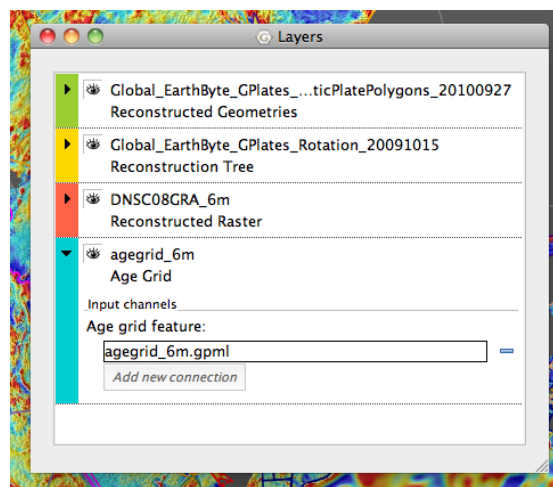 Layers
Global_EarthByte_GPlates_...ticPlatePolygons_20100927
Reconstructed Geometries
Global_EarthByte_GPlates_Rotation_20091015
Reconstruction Tree
DNSC08GRA_6m
Reconstructed Raster
agegrid_6m
Age Grid
Input channels
Age grid feature:
agegrid_6m.gpml
Add new connection